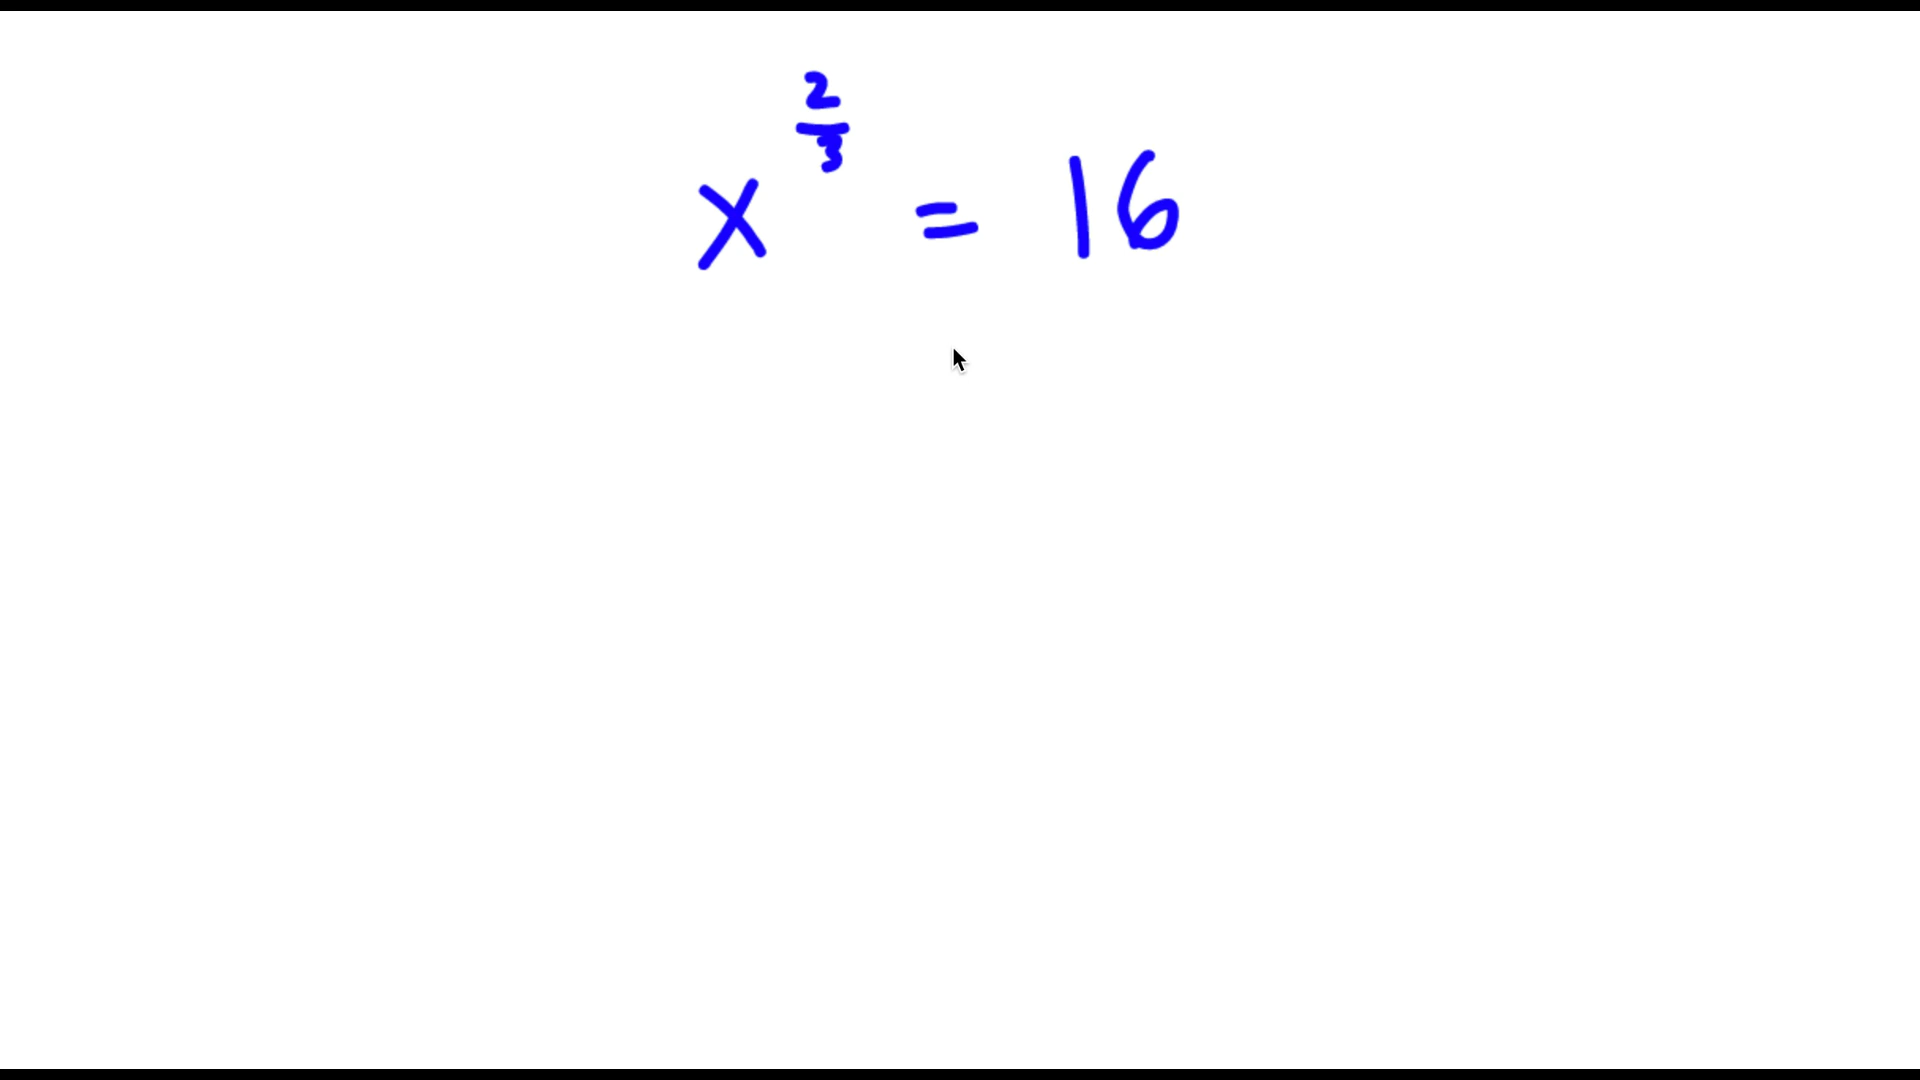 x^{2/3} = 16